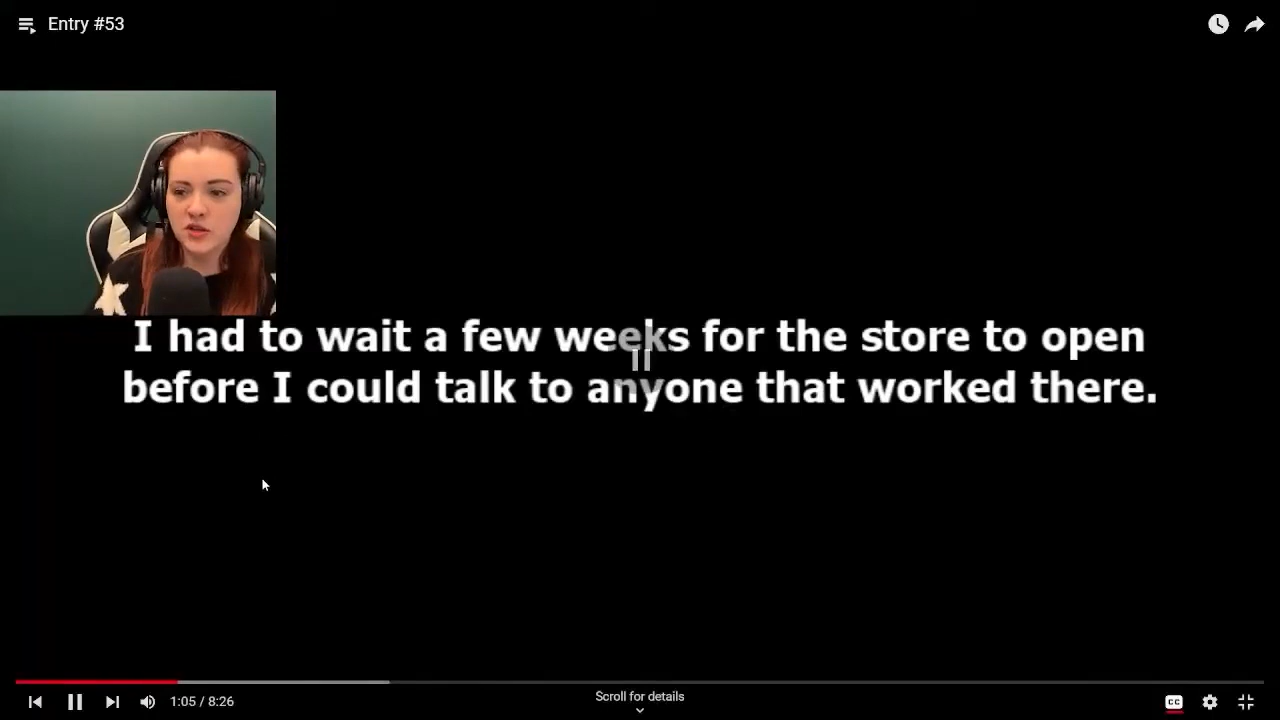 Entry #53
I had to wait a few weeks for the store to open
before I could talk to anyone that worked there.
1:05 / 8:26
Scroll for details
CC